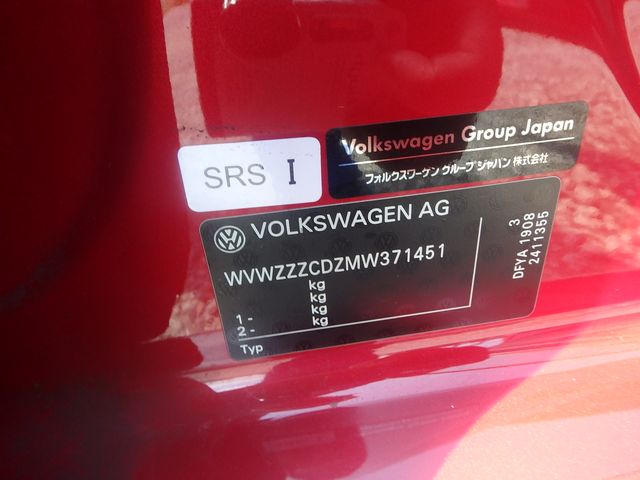 SRS I
Volkswagen Group Japan
フォルクスワーゲン グループ ジャパン 株式会社
VOLKSWAGEN AG
WVWZZZCDZMW371451
kg
kg
1 - kg
2 - kg
Typ
3
DFYA 1908
2411355